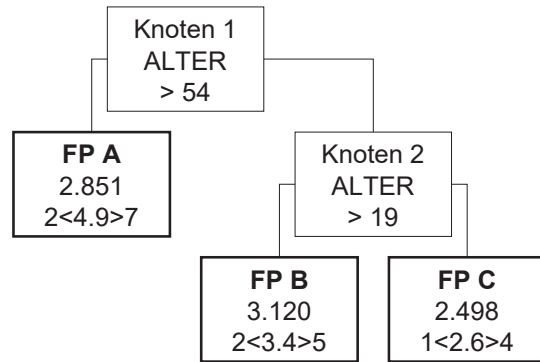 Knoten 1
ALTER
> 54
FP A
2.851
2<4.9>7
Knoten 2
ALTER
> 19
FP B
3.120
2<3.4>5
FP C
2.498
1<2.6>4